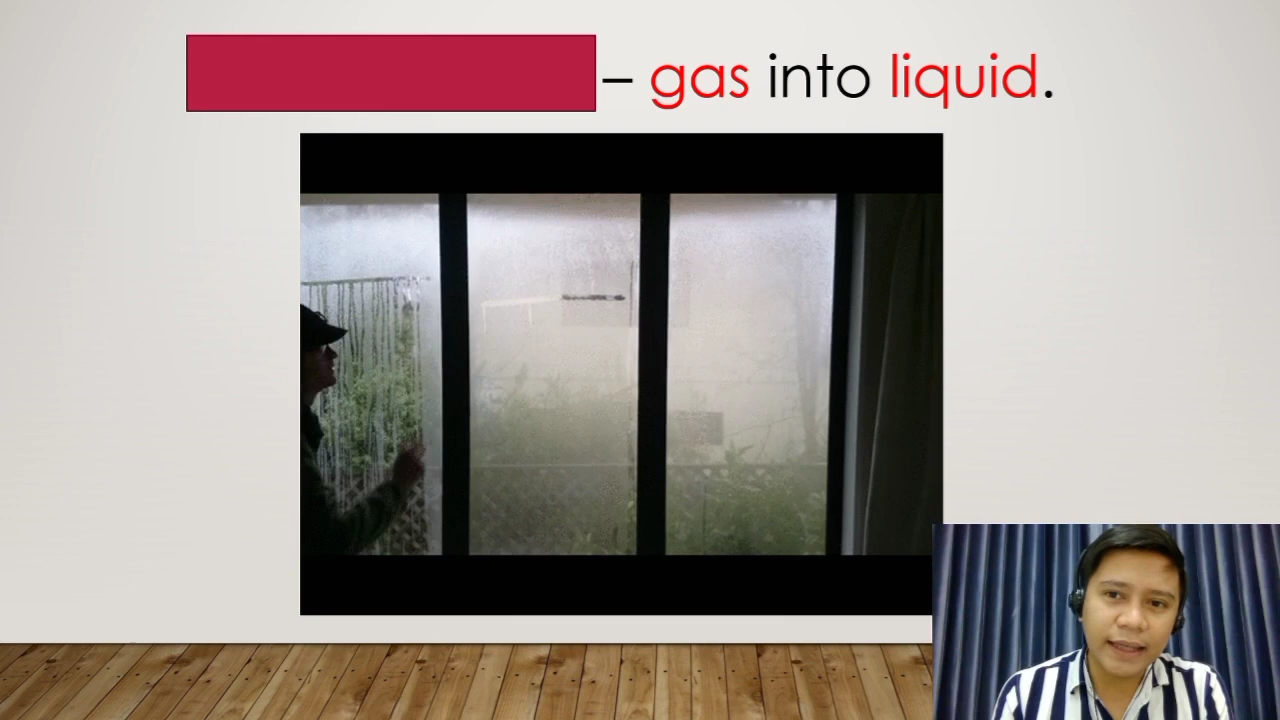 – gas into liquid.